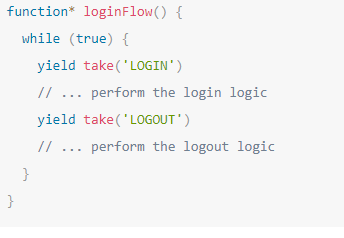 function* loginFlow() {
  while (true) {
    yield take('LOGIN')
    // ... perform the login logic
    yield take('LOGOUT')
    // ... perform the logout logic
  }
}